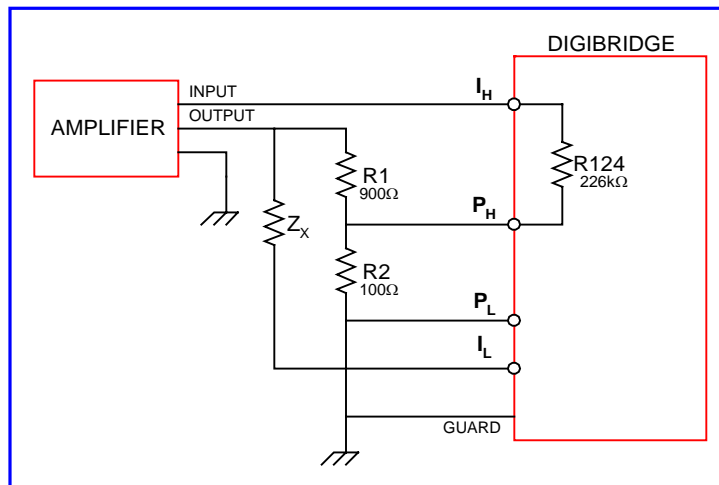 DIGIBRIDGE
INPUT
I_H
OUTPUT
AMPLIFIER
R124
226kΩ
R1
900Ω
P_H
Z_X
R2
100Ω
P_L
I_L
GUARD